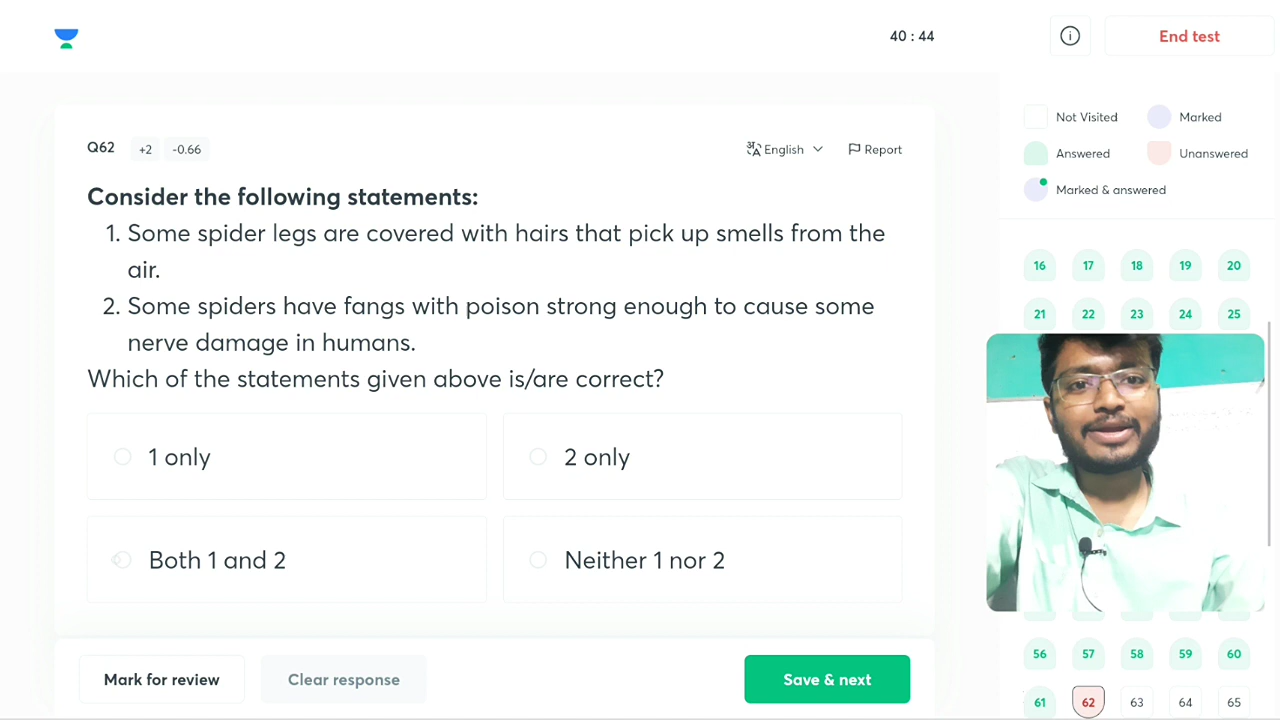 40 : 44
End test
Not Visited
Marked
Answered
Unanswered
Marked & answered
Q62
+2
-0.66
English
Report
Consider the following statements:
1. Some spider legs are covered with hairs that pick up smells from the
air.
2. Some spiders have fangs with poison strong enough to cause some
nerve damage in humans.
Which of the statements given above is/are correct?
1 only
2 only
Both 1 and 2
Neither 1 nor 2
Mark for review
Clear response
Save & next
16 17 18 19 20
21 22 23 24 25
56 57 58 59 60
61 62 63 64 65